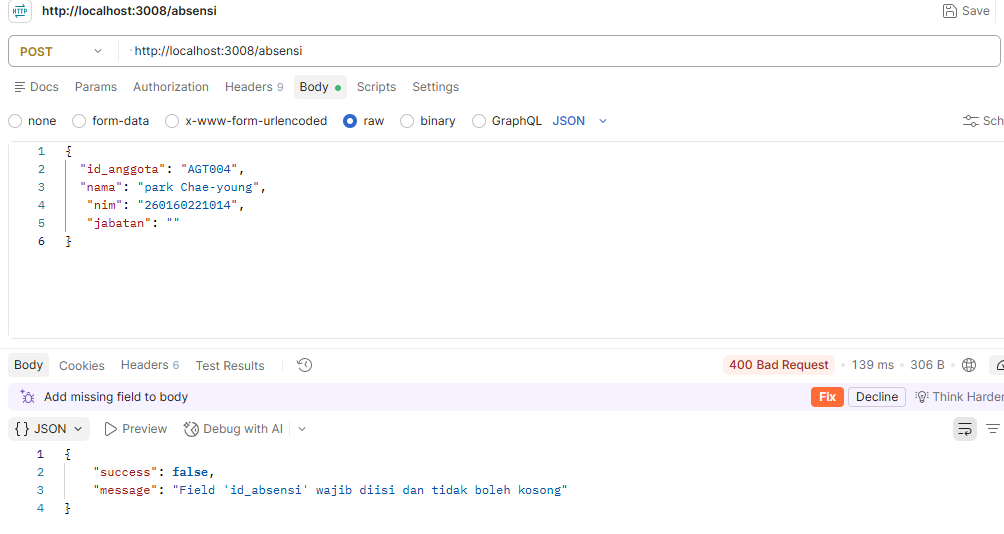 HTTP http://localhost:3008/absensi Save
POST http://localhost:3008/absensi
Docs Params Authorization Headers 9 Body Scripts Settings
none form-data x-www-form-urlencoded raw binary GraphQL JSON Sch
1 {
2 "id_anggota": "AGT004",
3 "nama": "park Chae-young",
4 "nim": "260160221014",
5 "jabatan": ""
6 }
Body Cookies Headers 6 Test Results 400 Bad Request 139 ms 306 B
Add missing field to body Fix Decline Think Harder
{} JSON Preview Debug with AI
1 {
2 "success": false,
3 "message": "Field 'id_absensi' wajib diisi dan tidak boleh kosong"
4 }